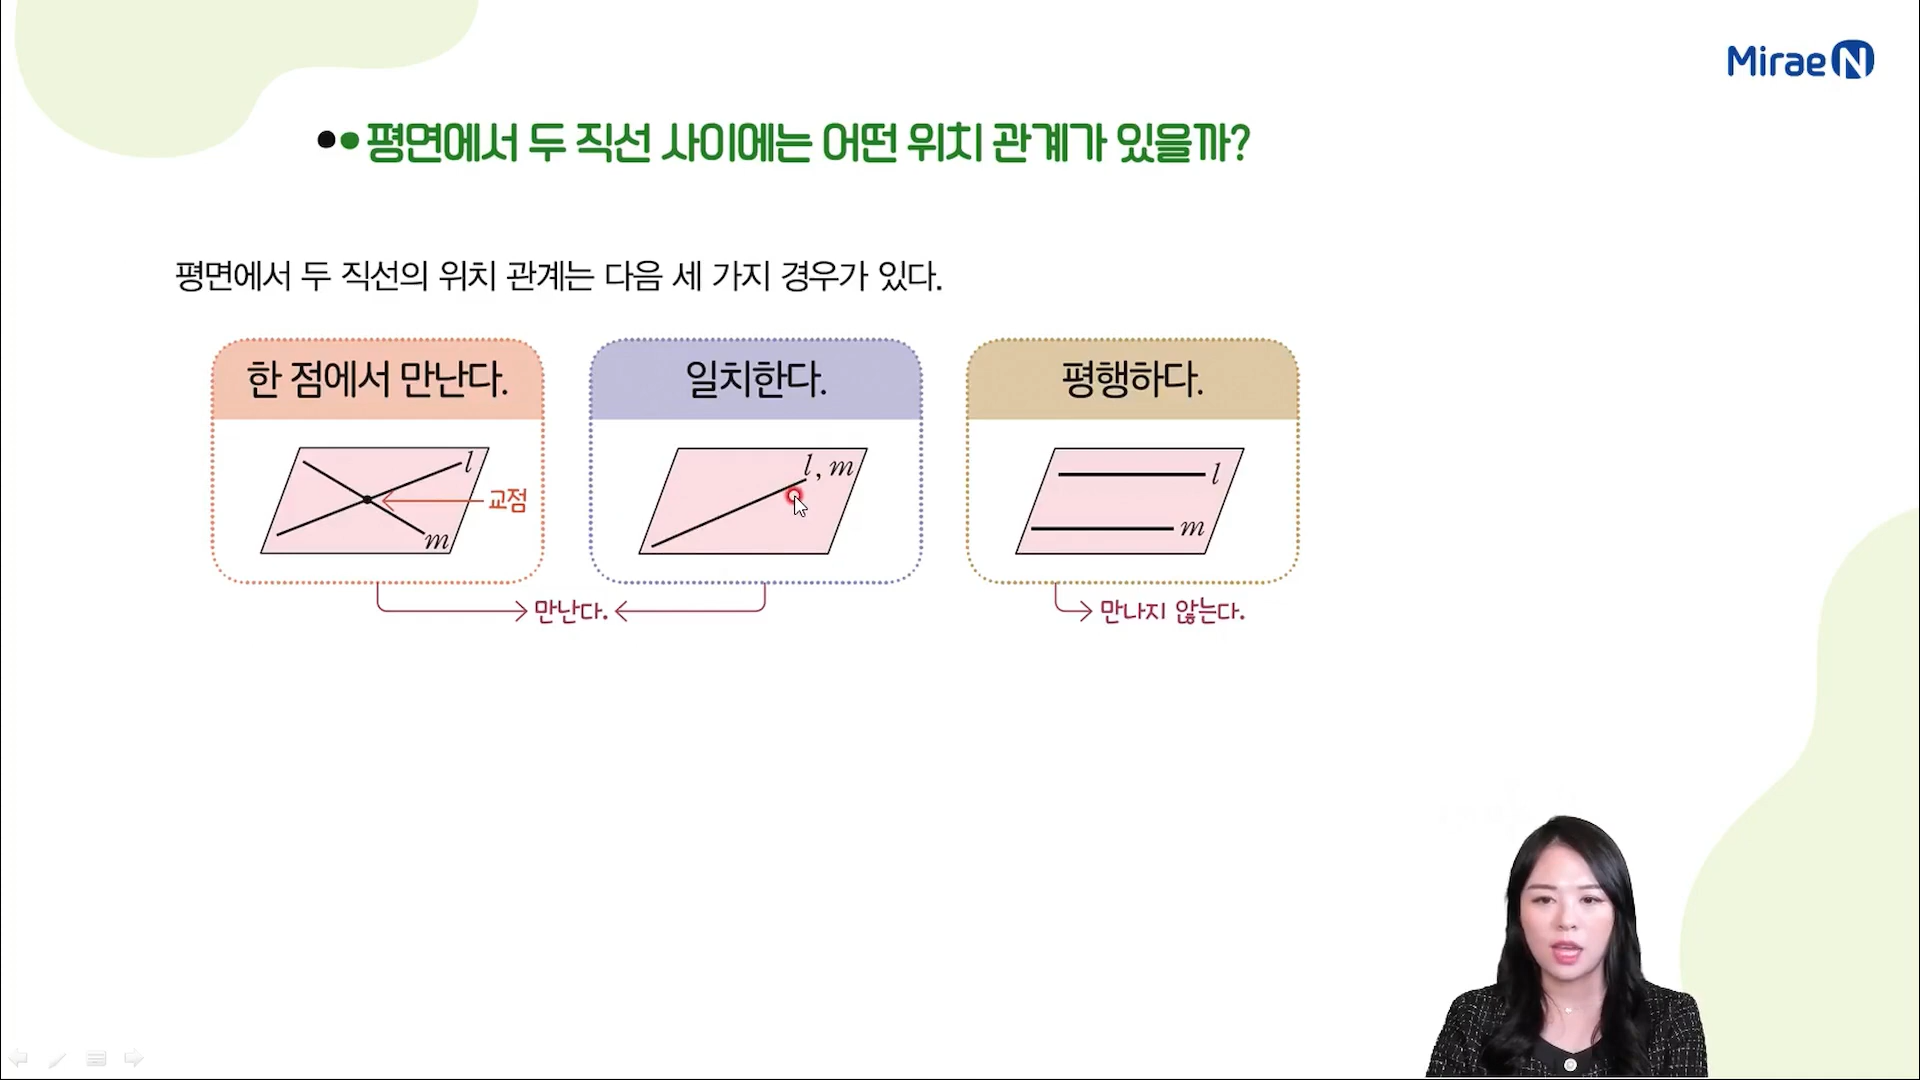 Mirae N
평면에서 두 직선 사이에는 어떤 위치 관계가 있을까?
평면에서 두 직선의 위치 관계는 다음 세 가지 경우가 있다.
한 점에서 만난다.
l
교점
m
일치한다.
l, m
평행하다.
l
m
만난다.
만나지 않는다.